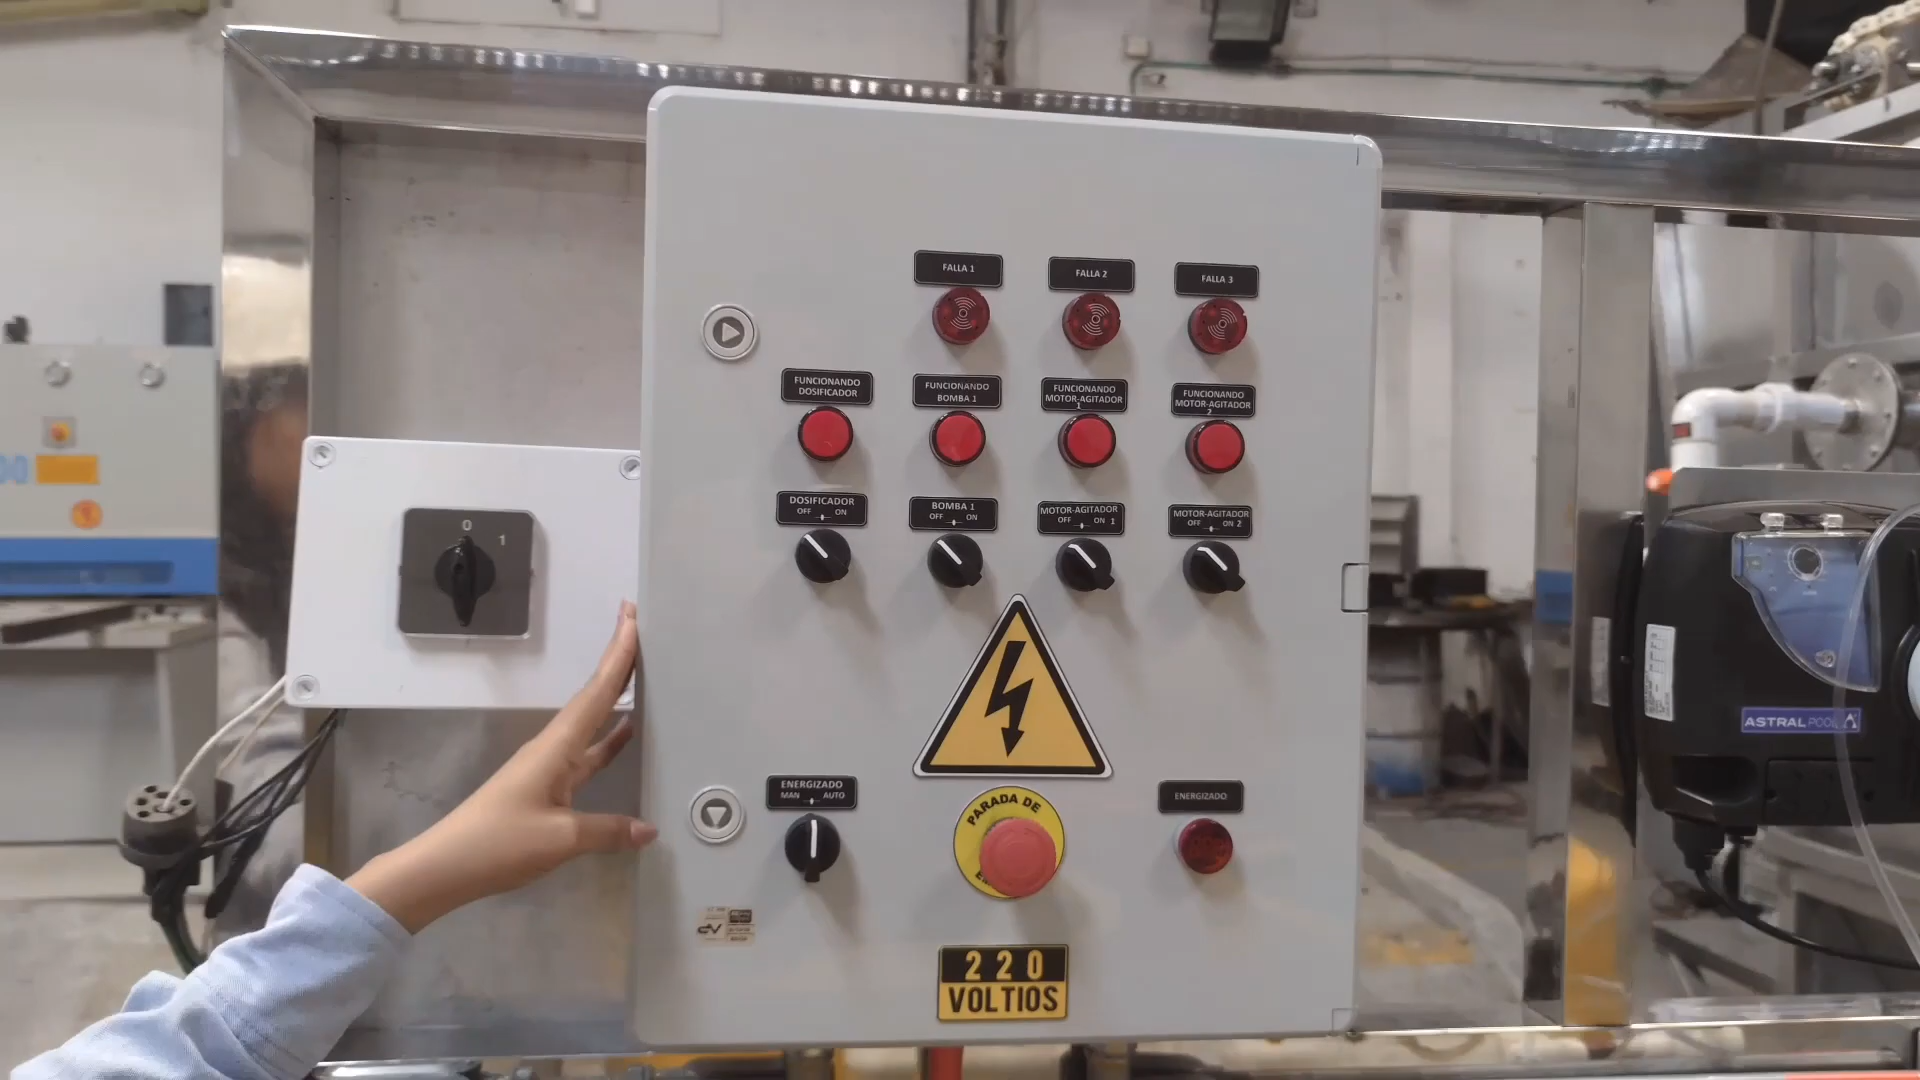 FALLA 1
FALLA 2
FALLA 3
FUNCIONANDO
DOSIFICADOR
FUNCIONANDO
BOMBA 1
FUNCIONANDO
MOTOR-AGITADOR
1
FUNCIONANDO
MOTOR-AGITADOR
2
DOSIFICADOR
OFF ON
BOMBA 1
OFF ON
MOTOR-AGITADOR
OFF ON 1
MOTOR-AGITADOR
OFF ON 2
0
1
ENERGIZADO
MAN AUTO
PARADA DE
ENERGIZADO
220
VOLTIOS
ASTRALPOOL